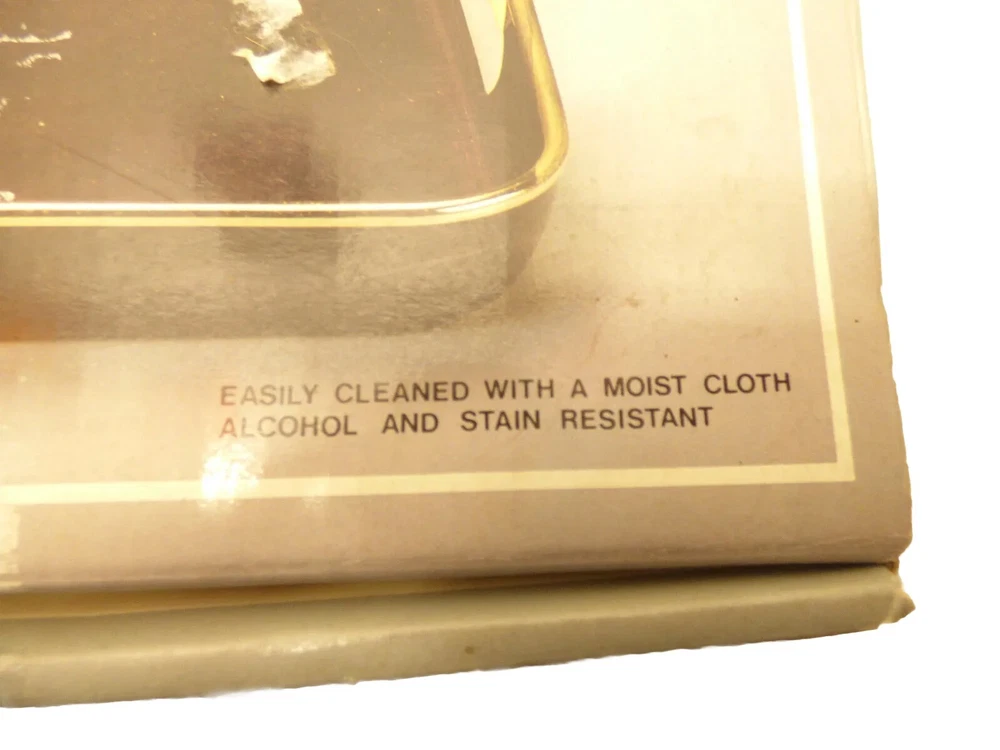 EASILY CLEANED WITH A MOIST CLOTH
ALCOHOL AND STAIN RESISTANT